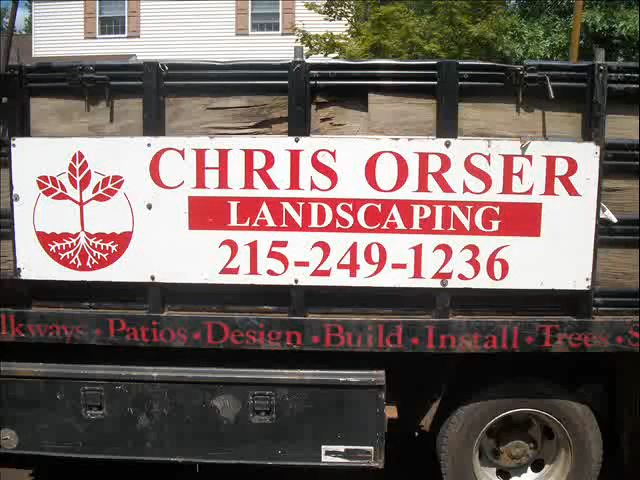 CHRIS ORSER
LANDSCAPING
215-249-1236
lkways • Patios • Design • Build • Install • Trees • S